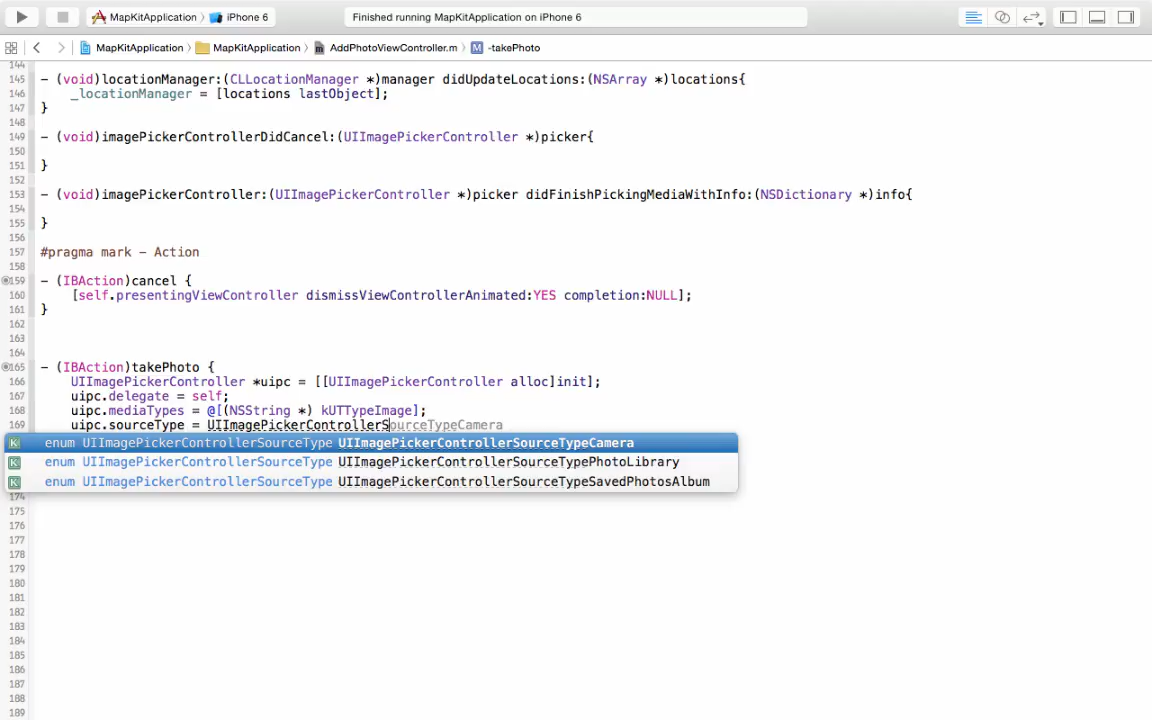 MapKitApplication 〉 iPhone 6
Finished running MapKitApplication on iPhone 6
MapKitApplication 〉 MapKitApplication 〉 AddPhotoViewController.m 〉 M -takePhoto
144
145 - (void)locationManager:(CLLocationManager *)manager didUpdateLocations:(NSArray *)locations{
146 _locationManager = [locations lastObject];
147 }
148
149 - (void)imagePickerControllerDidCancel:(UIImagePickerController *)picker{
150
151 }
152
153 - (void)imagePickerController:(UIImagePickerController *)picker didFinishPickingMediaWithInfo:(NSDictionary *)info{
154
155 }
156
157 #pragma mark - Action
158
159 - (IBAction)cancel {
160 [self.presentingViewController dismissViewControllerAnimated:YES completion:NULL];
161 }
162
163
164
165 - (IBAction)takePhoto {
166 UIImagePickerController *uipc = [[UIImagePickerController alloc]init];
167 uipc.delegate = self;
168 uipc.mediaTypes = @[(NSString *) kUTTypeImage];
169 uipc.sourceType = UIImagePickerControllerSourceTypeCamera
K enum UIImagePickerControllerSourceType UIImagePickerControllerSourceTypeCamera
K enum UIImagePickerControllerSourceType UIImagePickerControllerSourceTypePhotoLibrary
K enum UIImagePickerControllerSourceType UIImagePickerControllerSourceTypeSavedPhotosAlbum
174
175
176
177
178
179
180
181
182
183
184
185
186
187
188
189